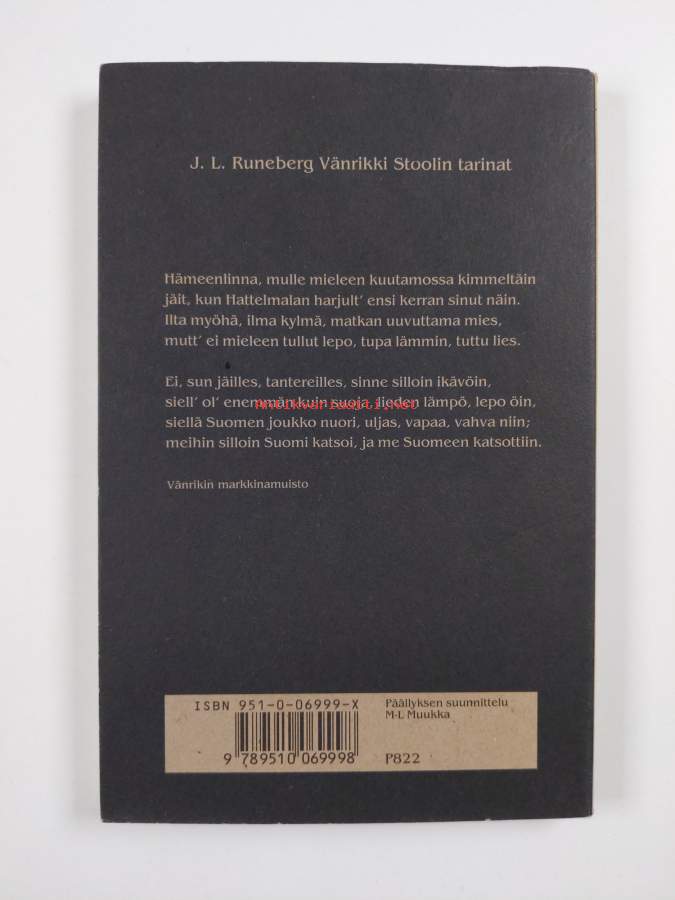 J. L. Runeberg Vänrikki Stoolin tarinat
Hämeenlinna, mulle mieleen kuutamossa kimmeltäin
jäit, kun Hattelmalan harjult' ensi kerran sinut näin.
Ilta myöhä, ilma kylmä, matkan uuvuttama mies,
mutt' ei mieleen tullut lepo, tupa lämmin, tuttu lies.
Ei, sun jäilles, tantereilles, sinne silloin ikävöin,
siell' ol' enemmän kuin suoja, lieden lämpö, lepo öin,
Antikvariaatti.net
siellä Suomen joukko nuori, uljas, vapaa, vahva niin;
meihin silloin Suomi katsoi, ja me Suomeen katsottiin.
Vänrikin markkinamuisto
ISBN 951-0-06999-X
9 789510 069998
Päällyksen suunnittelu
M-L Muukka
P822